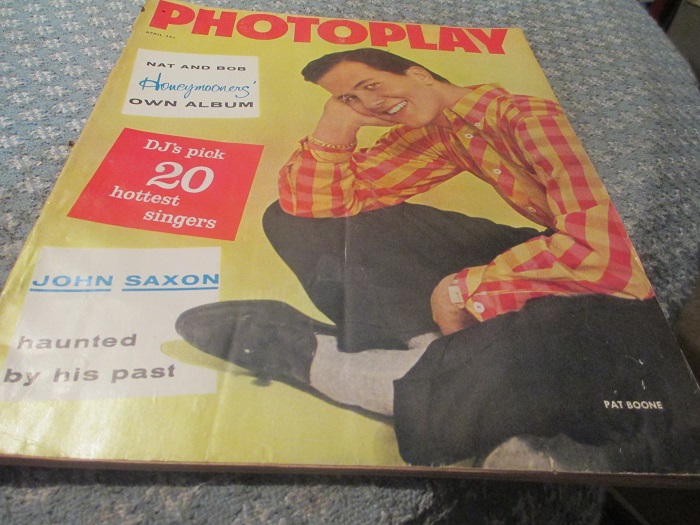 PHOTOPLAY
APRIL
NAT AND BOB
Honeymooners'
OWN ALBUM
DJ's pick
20
hottest
singers
JOHN SAXON
haunted
by his past
PAT BOONE